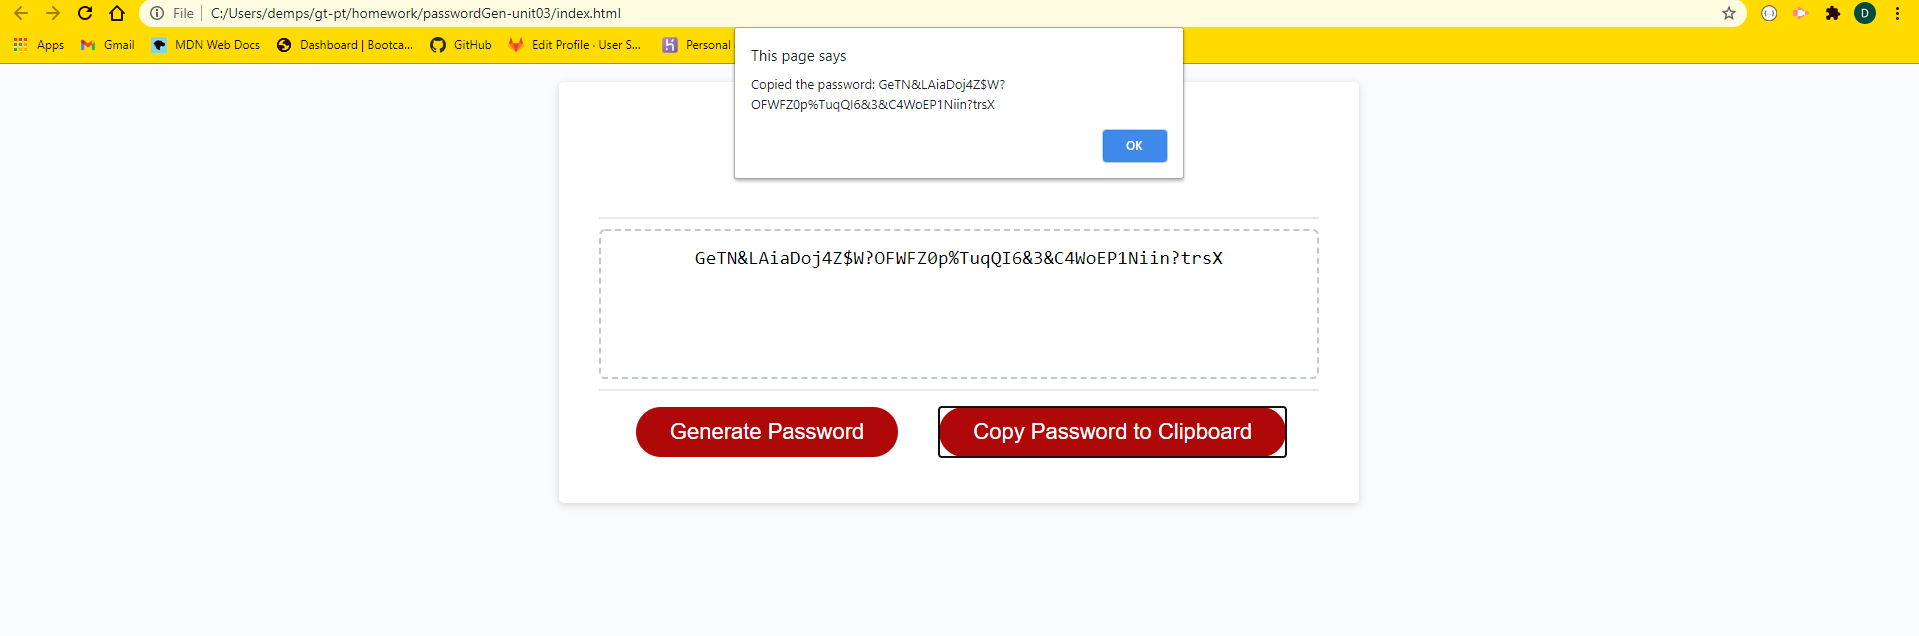 File C:/Users/demps/gt-pt/homework/passwordGen-unit03/index.html
D
Apps Gmail MDN Web Docs Dashboard | Bootca... GitHub Edit Profile · User S... Personal
This page says
Copied the password: GeTN&LAiaDoj4Z$W?
OFWFZ0p%TuqQI6&3&C4WoEP1Niin?trsX
OK
GeTN&LAiaDoj4Z$W?OFWFZ0p%TuqQI6&3&C4WoEP1Niin?trsX
Generate Password Copy Password to Clipboard